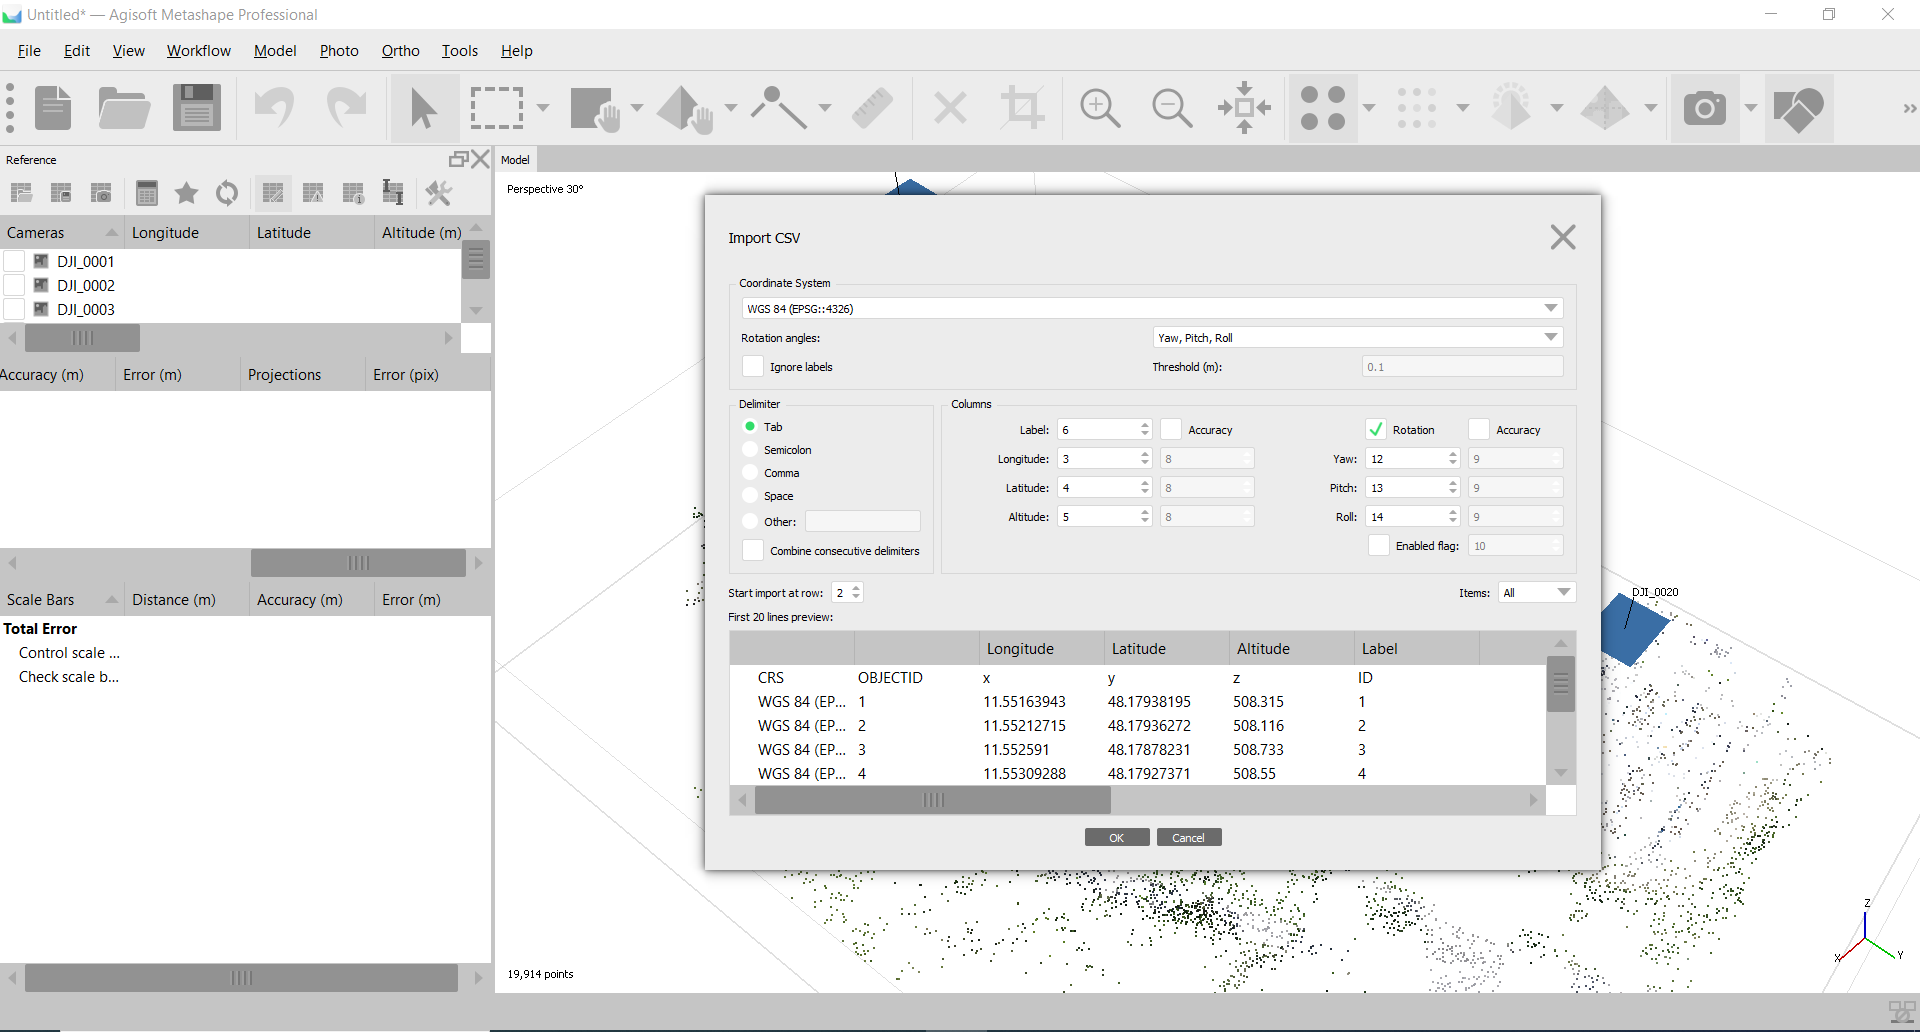 Untitled* — Agisoft Metashape Professional
File Edit View Workflow Model Photo Ortho Tools Help
Reference
Model
Cameras Longitude Latitude Altitude (m)
DJI_0001
DJI_0002
DJI_0003
Accuracy (m) Error (m) Projections Error (pix)
Scale Bars Distance (m) Accuracy (m) Error (m)
Total Error
Control scale ...
Check scale b...
Perspective 30°
DJI_0020
19,914 points
Z
X
Y
Import CSV
Coordinate System
WGS 84 (EPSG::4326)
Rotation angles: Yaw, Pitch, Roll
Ignore labels Threshold (m): 0.1
Delimiter
Tab
Semicolon
Comma
Space
Other:
Combine consecutive delimiters
Columns
Label: 6 Accuracy Rotation Accuracy
Longitude: 3 8 Yaw: 12 9
Latitude: 4 8 Pitch: 13 9
Altitude: 5 8 Roll: 14 9
Enabled flag: 10
Start import at row: 2 Items: All
First 20 lines preview:
Longitude Latitude Altitude Label
CRS OBJECTID x y z ID
WGS 84 (EP... 1 11.55163943 48.17938195 508.315 1
WGS 84 (EP... 2 11.55212715 48.17936272 508.116 2
WGS 84 (EP... 3 11.552591 48.17878231 508.733 3
WGS 84 (EP... 4 11.55309288 48.17927371 508.55 4
OK Cancel